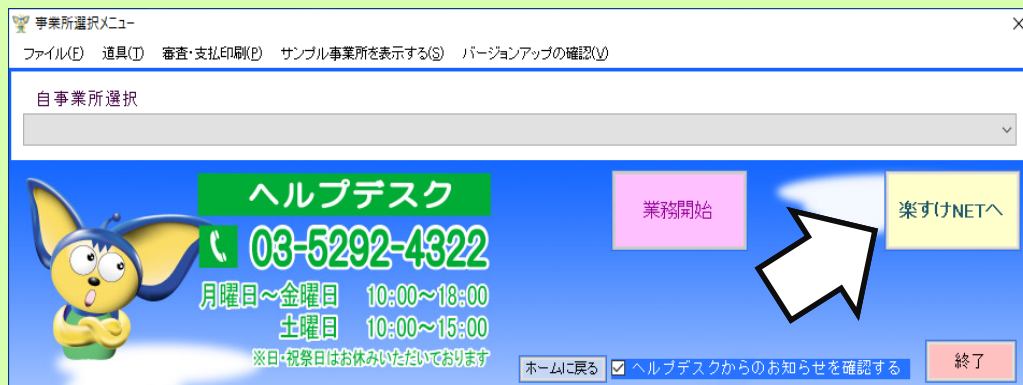 事業所選択メニュー
ファイル(F) 道具(T) 審査・支払印刷(P) サンプル事業所を表示する(S) バージョンアップの確認(V)
自事業所選択
ヘルプデスク
業務開始
楽すけNETへ
03-5292-4322
月曜日～金曜日 10:00～18:00
土曜日 10:00～15:00
※日・祝祭日はお休みいただいております
ホームに戻る
ヘルプデスクからのお知らせを確認する
終了